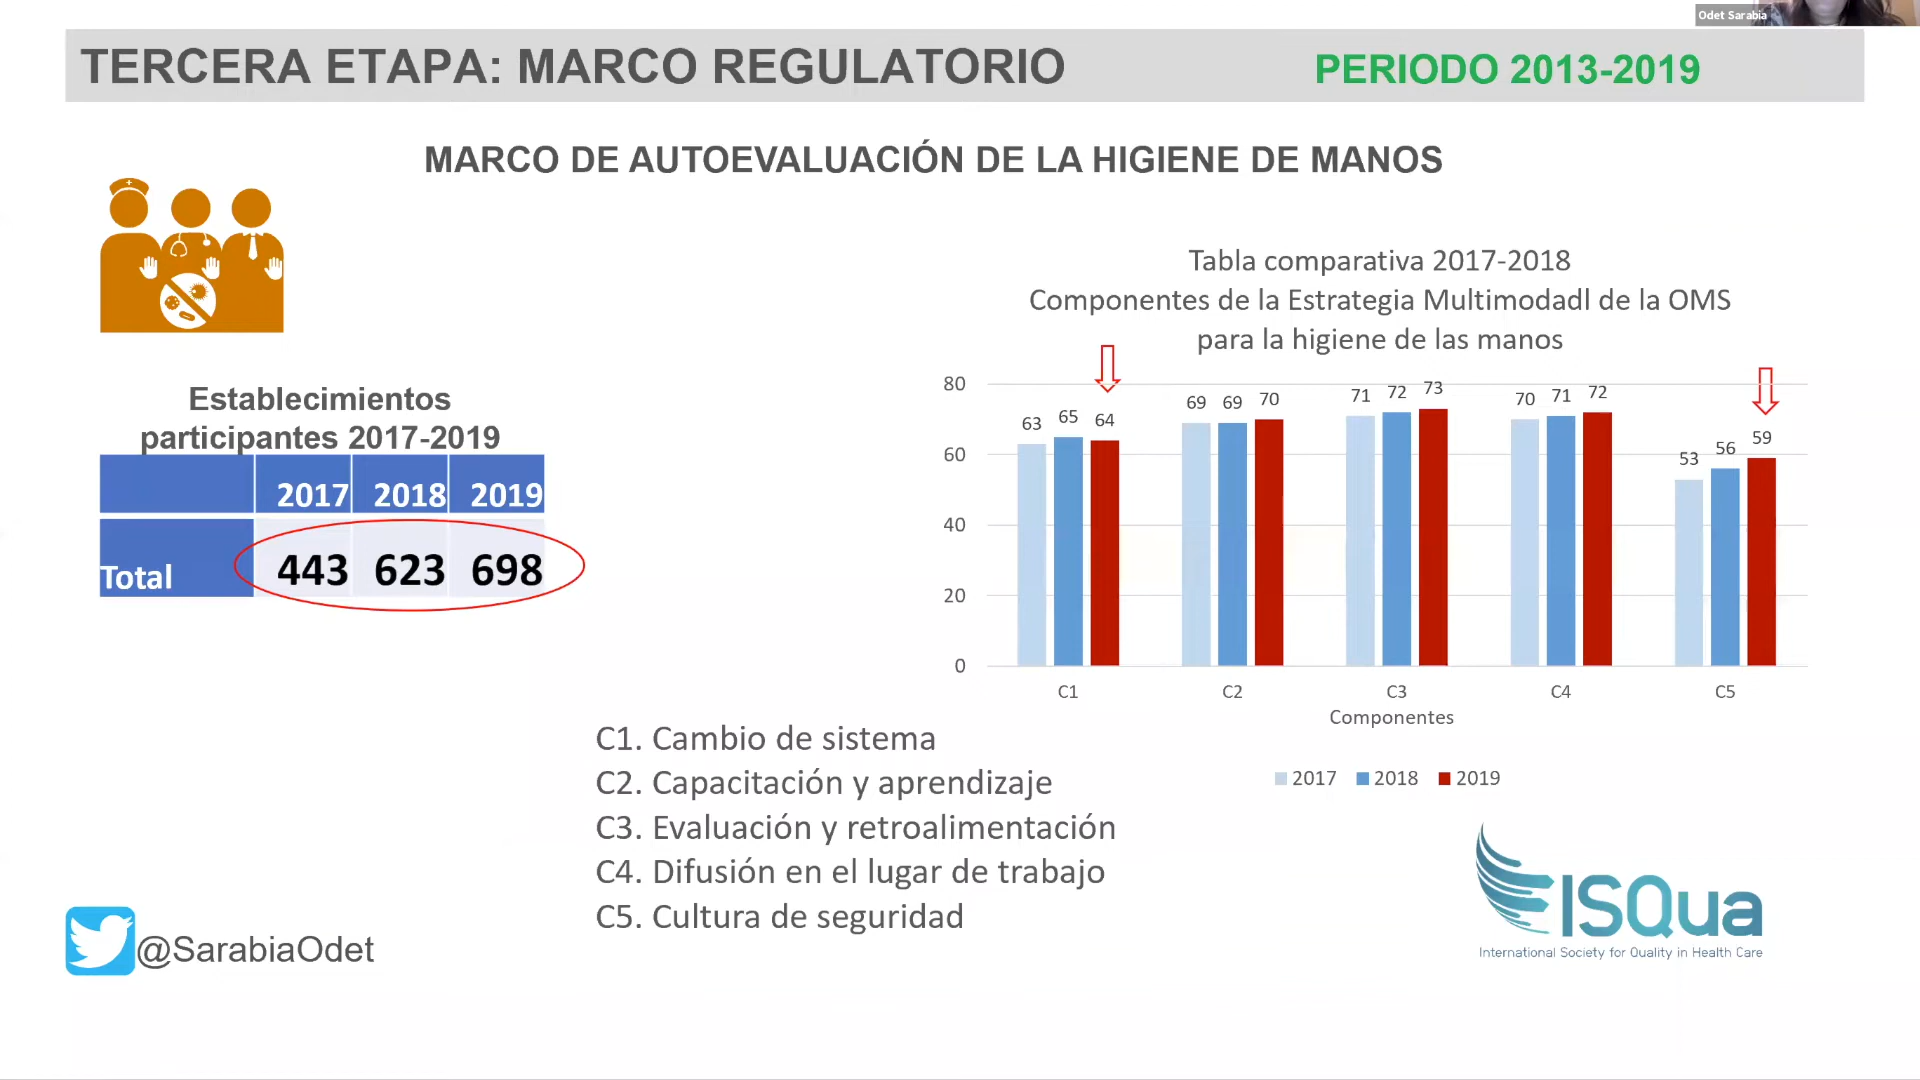 Odet Sarabia
TERCERA ETAPA: MARCO REGULATORIO
PERIODO 2013-2019
MARCO DE AUTOEVALUACIÓN DE LA HIGIENE DE MANOS
Establecimientos
participantes 2017-2019
2017 2018 2019
Total 443 623 698
Tabla comparativa 2017-2018
Componentes de la Estrategia Multimodadl de la OMS
para la higiene de las manos
80
60
40
20
0
63 65 64
69 69 70
71 72 73
70 71 72
53 56 59
C1 C2 C3 C4 C5
Componentes
2017 2018 2019
C1. Cambio de sistema
C2. Capacitación y aprendizaje
C3. Evaluación y retroalimentación
C4. Difusión en el lugar de trabajo
C5. Cultura de seguridad
@SarabiaOdet
ISQua
International Society for Quality in Health Care